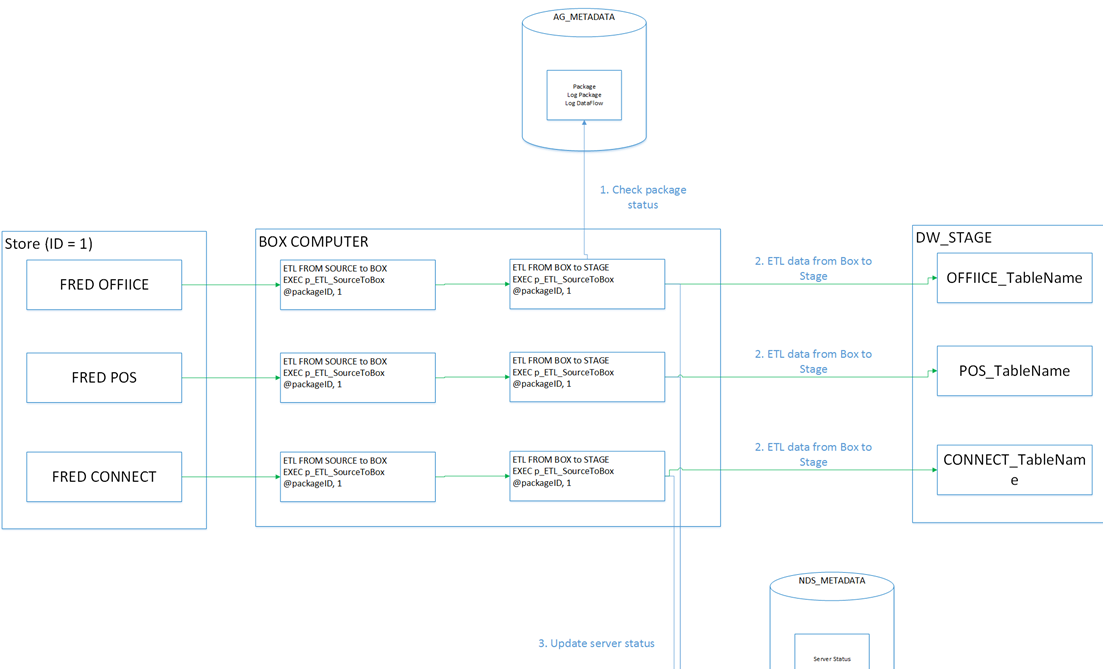 AG_METADATA
Package
Log Package
Log DataFlow
1. Check package
status
Store (ID = 1)
FRED OFFIICE
FRED POS
FRED CONNECT
BOX COMPUTER
ETL FROM SOURCE to BOX
EXEC p_ETL_SourceToBox
@packageID, 1
ETL FROM BOX to STAGE
EXEC p_ETL_SourceToBox
@packageID, 1
ETL FROM SOURCE to BOX
EXEC p_ETL_SourceToBox
@packageID, 1
ETL FROM BOX to STAGE
EXEC p_ETL_SourceToBox
@packageID, 1
ETL FROM SOURCE to BOX
EXEC p_ETL_SourceToBox
@packageID, 1
ETL FROM BOX to STAGE
EXEC p_ETL_SourceToBox
@packageID, 1
2. ETL data from Box to
Stage
2. ETL data from Box to
Stage
2. ETL data from Box to
Stage
DW_STAGE
OFFIICE_TableName
POS_TableName
CONNECT_TableNam
e
3. Update server status
NDS_METADATA
Server Status